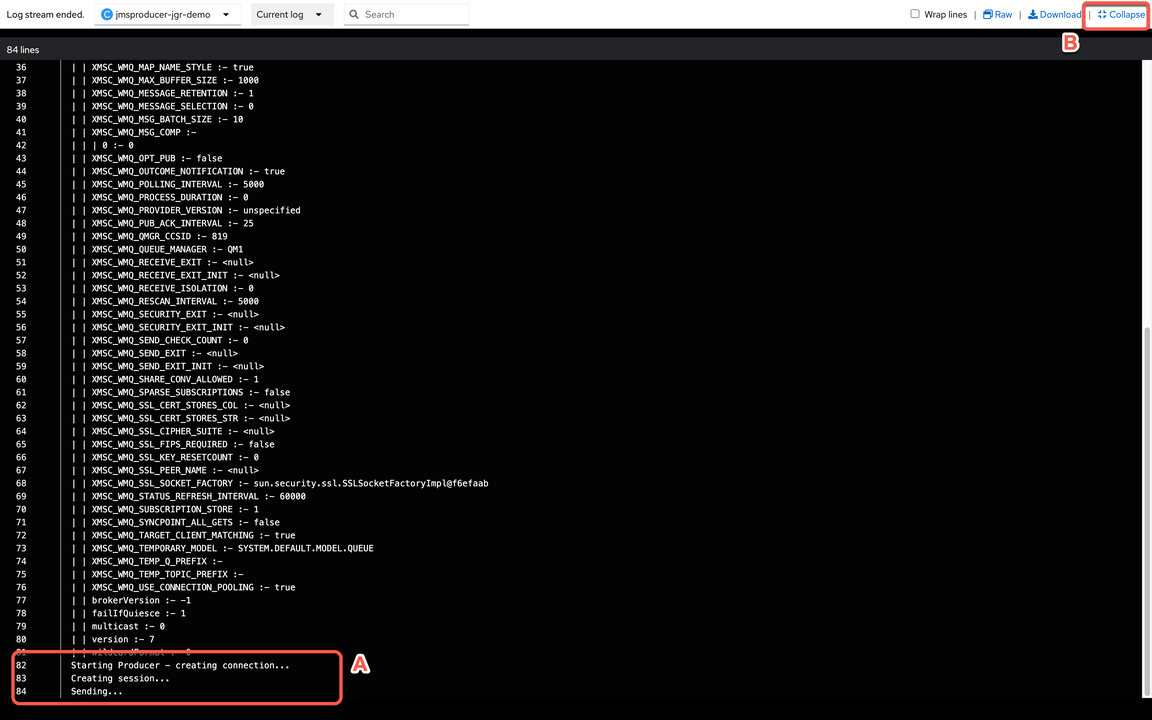 Log stream ended. C jmsproducer-jgr-demo Current log Search Wrap lines | Raw | Download | Collapse
B
84 lines
36 | | XMSC_WMQ_MAP_NAME_STYLE :- true
37 | | XMSC_WMQ_MAX_BUFFER_SIZE :- 1000
38 | | XMSC_WMQ_MESSAGE_RETENTION :- 1
39 | | XMSC_WMQ_MESSAGE_SELECTION :- 0
40 | | XMSC_WMQ_MSG_BATCH_SIZE :- 10
41 | | XMSC_WMQ_MSG_COMP :-
42 | | | 0 :- 0
43 | | XMSC_WMQ_OPT_PUB :- false
44 | | XMSC_WMQ_OUTCOME_NOTIFICATION :- true
45 | | XMSC_WMQ_POLLING_INTERVAL :- 5000
46 | | XMSC_WMQ_PROCESS_DURATION :- 0
47 | | XMSC_WMQ_PROVIDER_VERSION :- unspecified
48 | | XMSC_WMQ_PUB_ACK_INTERVAL :- 25
49 | | XMSC_WMQ_QMGR_CCSID :- 819
50 | | XMSC_WMQ_QUEUE_MANAGER :- QM1
51 | | XMSC_WMQ_RECEIVE_EXIT :- <null>
52 | | XMSC_WMQ_RECEIVE_EXIT_INIT :- <null>
53 | | XMSC_WMQ_RECEIVE_ISOLATION :- 0
54 | | XMSC_WMQ_RESCAN_INTERVAL :- 5000
55 | | XMSC_WMQ_SECURITY_EXIT :- <null>
56 | | XMSC_WMQ_SECURITY_EXIT_INIT :- <null>
57 | | XMSC_WMQ_SEND_CHECK_COUNT :- 0
58 | | XMSC_WMQ_SEND_EXIT :- <null>
59 | | XMSC_WMQ_SEND_EXIT_INIT :- <null>
60 | | XMSC_WMQ_SHARE_CONV_ALLOWED :- 1
61 | | XMSC_WMQ_SPARSE_SUBSCRIPTIONS :- false
62 | | XMSC_WMQ_SSL_CERT_STORES_COL :- <null>
63 | | XMSC_WMQ_SSL_CERT_STORES_STR :- <null>
64 | | XMSC_WMQ_SSL_CIPHER_SUITE :- <null>
65 | | XMSC_WMQ_SSL_FIPS_REQUIRED :- false
66 | | XMSC_WMQ_SSL_KEY_RESETCOUNT :- 0
67 | | XMSC_WMQ_SSL_PEER_NAME :- <null>
68 | | XMSC_WMQ_SSL_SOCKET_FACTORY :- sun.security.ssl.SSLSocketFactoryImpl@f6efaab
69 | | XMSC_WMQ_STATUS_REFRESH_INTERVAL :- 60000
70 | | XMSC_WMQ_SUBSCRIPTION_STORE :- 1
71 | | XMSC_WMQ_SYNCPOINT_ALL_GETS :- false
72 | | XMSC_WMQ_TARGET_CLIENT_MATCHING :- true
73 | | XMSC_WMQ_TEMPORARY_MODEL :- SYSTEM.DEFAULT.MODEL.QUEUE
74 | | XMSC_WMQ_TEMP_Q_PREFIX :-
75 | | XMSC_WMQ_TEMP_TOPIC_PREFIX :-
76 | | XMSC_WMQ_USE_CONNECTION_POOLING :- true
77 | | brokerVersion :- -1
78 | | failIfQuiesce :- 1
79 | | multicast :- 0
80 | | version :- 7
81 | | wildcardFormat :- 0
82 Starting Producer - creating connection...
A
83 Creating session...
84 Sending...